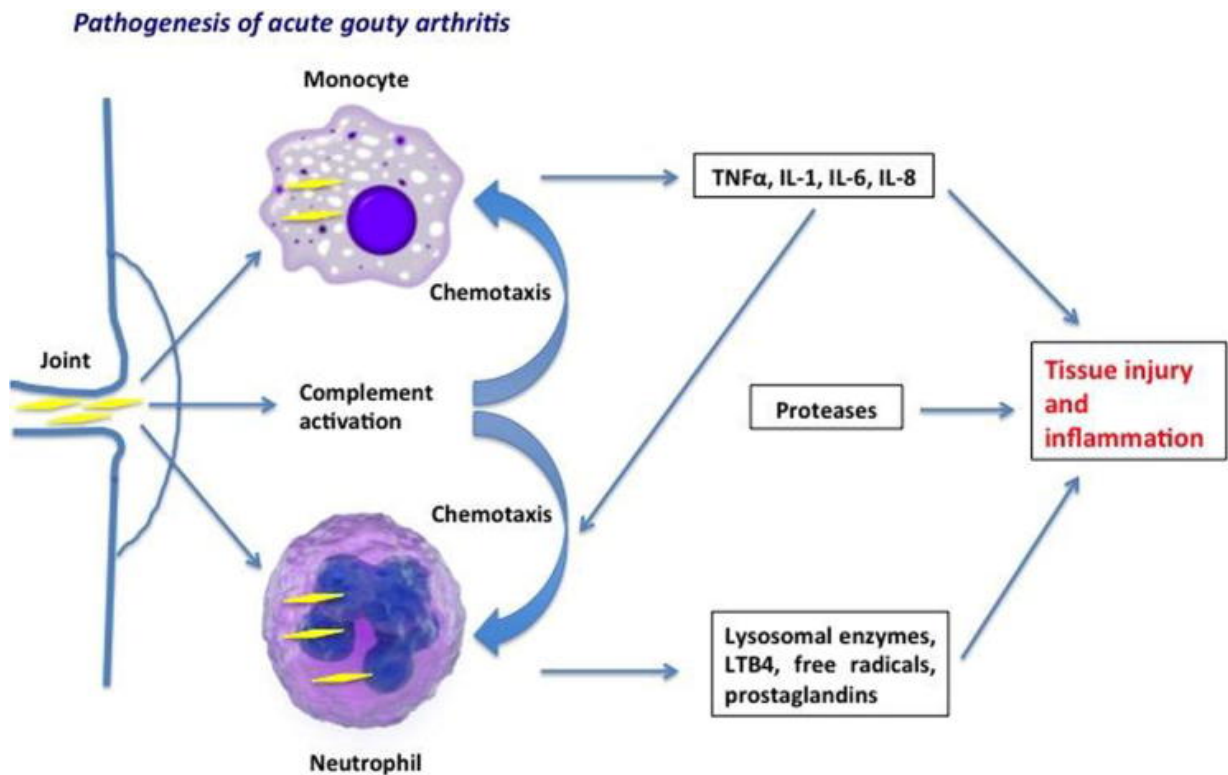 Pathogenesis of acute gouty arthritis
Monocyte
TNFα, IL-1, IL-6, IL-8
Chemotaxis
Joint
Complement
activation
Proteases
Tissue injury
and
inflammation
Chemotaxis
Lysosomal enzymes,
LTB4, free radicals,
prostaglandins
Neutrophil